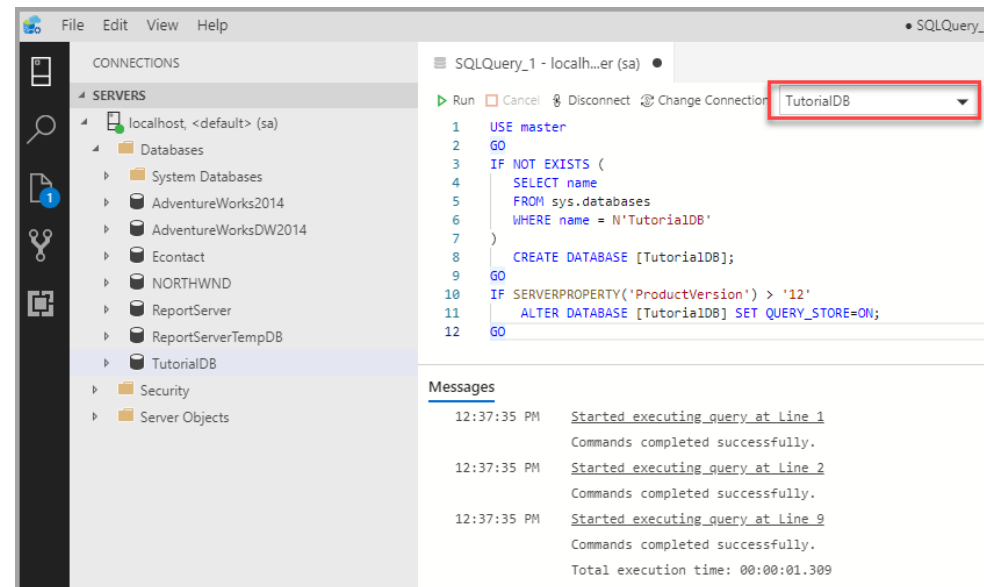 File Edit View Help ● SQLQuery_
CONNECTIONS
SERVERS
localhost, <default> (sa)
Databases
System Databases
AdventureWorks2014
AdventureWorksDW2014
Econtact
NORTHWND
ReportServer
ReportServerTempDB
TutorialDB
Security
Server Objects
1
SQLQuery_1 - localh...er (sa) ●
Run Cancel Disconnect Change Connection TutorialDB
1 USE master
2 GO
3 IF NOT EXISTS (
4 SELECT name
5 FROM sys.databases
6 WHERE name = N'TutorialDB'
7 )
8 CREATE DATABASE [TutorialDB];
9 GO
10 IF SERVERPROPERTY('ProductVersion') > '12'
11 ALTER DATABASE [TutorialDB] SET QUERY_STORE=ON;
12 GO
Messages
12:37:35 PM Started executing query at Line 1
Commands completed successfully.
12:37:35 PM Started executing query at Line 2
Commands completed successfully.
12:37:35 PM Started executing query at Line 9
Commands completed successfully.
Total execution time: 00:00:01.309